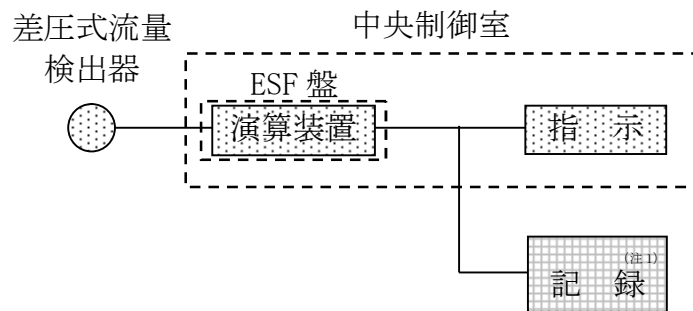 差圧式流量
検出器
中央制御室
ESF 盤
演算装置
指 示
(注1)
記 録